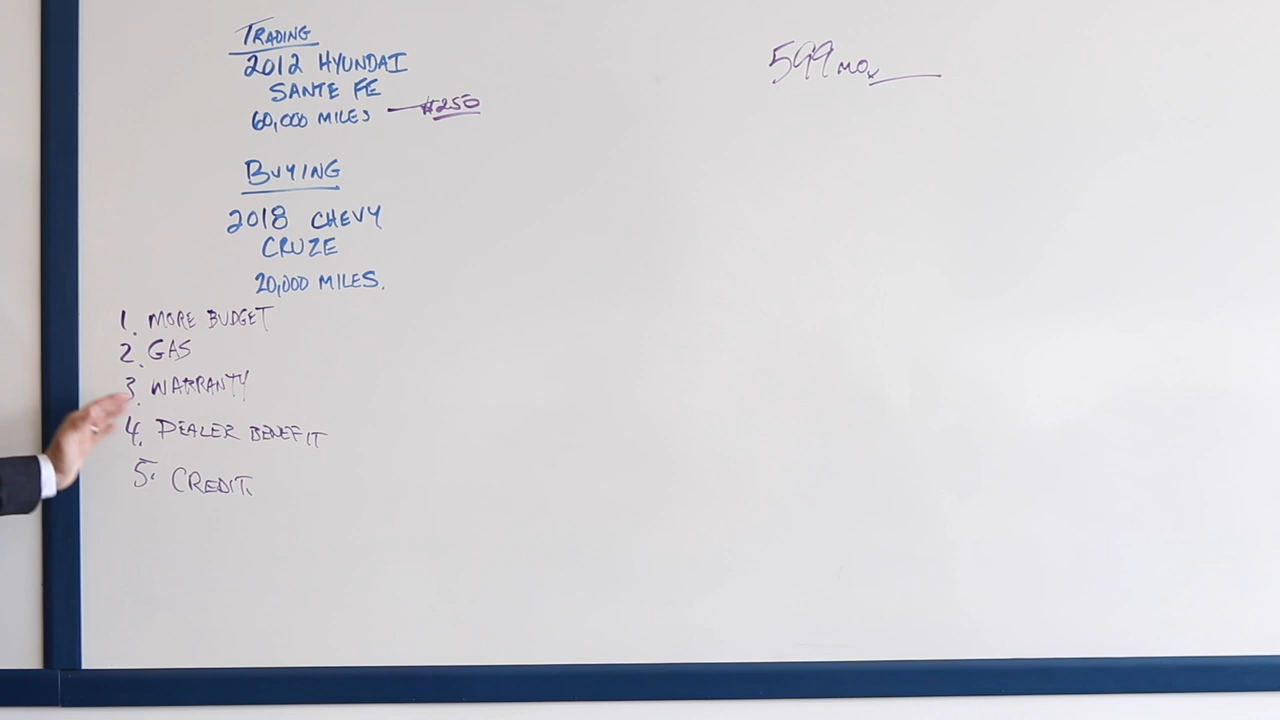 TRADING
2012 HYUNDAI
SANTE FE
60,000 MILES — $250
BUYING
2018 CHEVY
CRUZE
20,000 MILES.
1. MORE BUDGET
2. GAS
3. WARRANTY
4. DEALER BENEFIT
5. CREDIT.
599 MO.